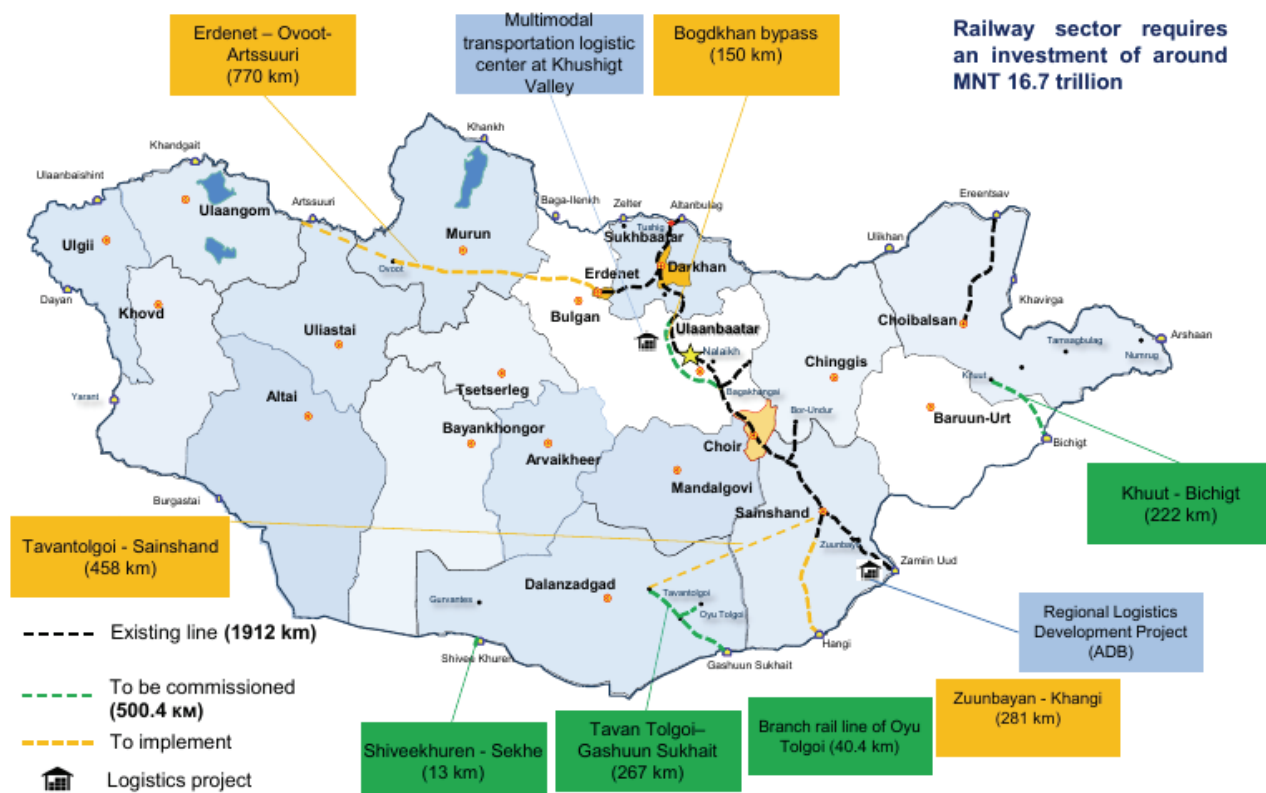 Erdenet – Ovoot-
Artssuuri
(770 km)
Multimodal
transportation logistic
center at Khushigt
Valley
Bogdkhan bypass
(150 km)
Railway sector requires
an investment of around
MNT 16.7 trillion
Khankh
Khandgait
Ulaanbaishint
Artssuuri
Baga-Ilenkh
Zelter
Altanbulag
Tushig
Ereentsav
Ulaangom
Ulgii
Murun
Sukhbaatar
Ulikhan
Ovoot
Erdenet
Darkhan
Dayan
Khovd
Bulgan
Khavirga
Uliastai
Ulaanbaatar
Nalaikh
Choibalsan
Tamsagbulag
Arshaan
Numrug
Chinggis
Khuut
Tsetserleg
Bagakhangai
Yarant
Altai
Baruun-Urt
Bor-Undur
Bayankhongor
Arvaikheer
Choir
Bichigt
Mandalgovi
Burgastai
Khuut - Bichigt
(222 km)
Sainshand
Tavantolgoi - Sainshand
(458 km)
Zuunbay
Zamiin Uud
Dalanzadgad
Tavantolgoi
Gurvantes
Oyu Tolgoi
Regional Logistics
Development Project
(ADB)
Existing line (1912 km)
Shivee Khuren
Gashuun Sukhait
Hangi
To be commissioned
(500.4 км)
To implement
Logistics project
Shiveekhuren - Sekhe
(13 km)
Tavan Tolgoi–
Gashuun Sukhait
(267 km)
Branch rail line of Oyu
Tolgoi (40.4 km)
Zuunbayan - Khangi
(281 km)